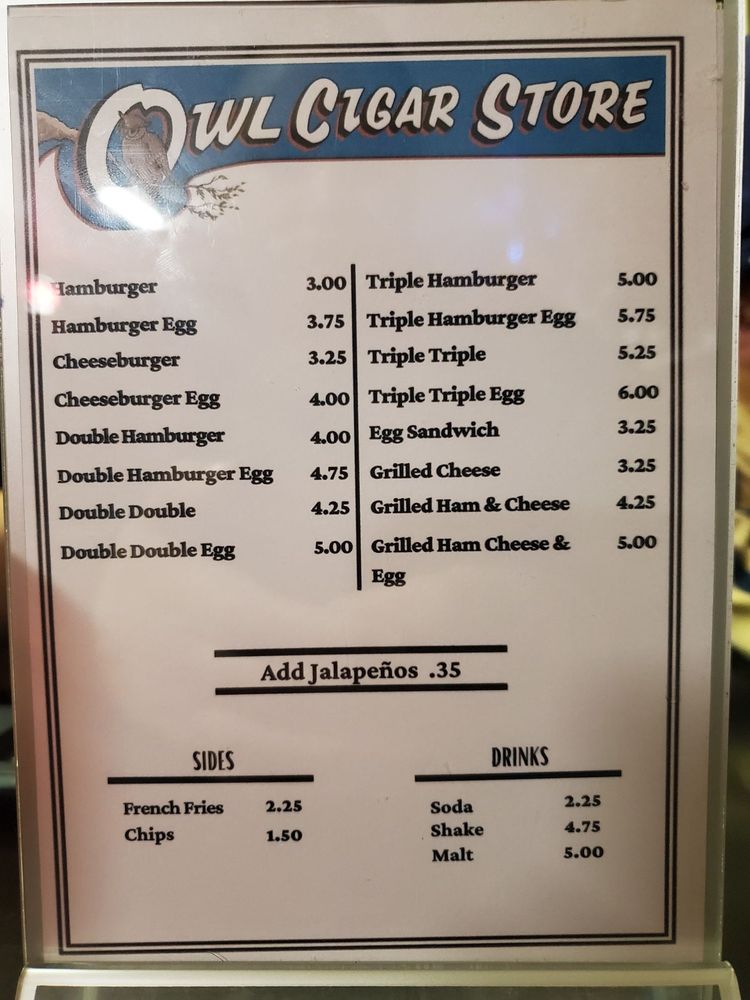 Owl Cigar Store
Hamburger 3.00
Hamburger Egg 3.75
Cheeseburger 3.25
Cheeseburger Egg 4.00
Double Hamburger 4.00
Double Hamburger Egg 4.75
Double Double 4.25
Double Double Egg 5.00
Triple Hamburger 5.00
Triple Hamburger Egg 5.75
Triple Triple 5.25
Triple Triple Egg 6.00
Egg Sandwich 3.25
Grilled Cheese 3.25
Grilled Ham & Cheese 4.25
Grilled Ham Cheese & 5.00
Egg
Add Jalapeños .35
SIDES
French Fries 2.25
Chips 1.50
DRINKS
Soda 2.25
Shake 4.75
Malt 5.00